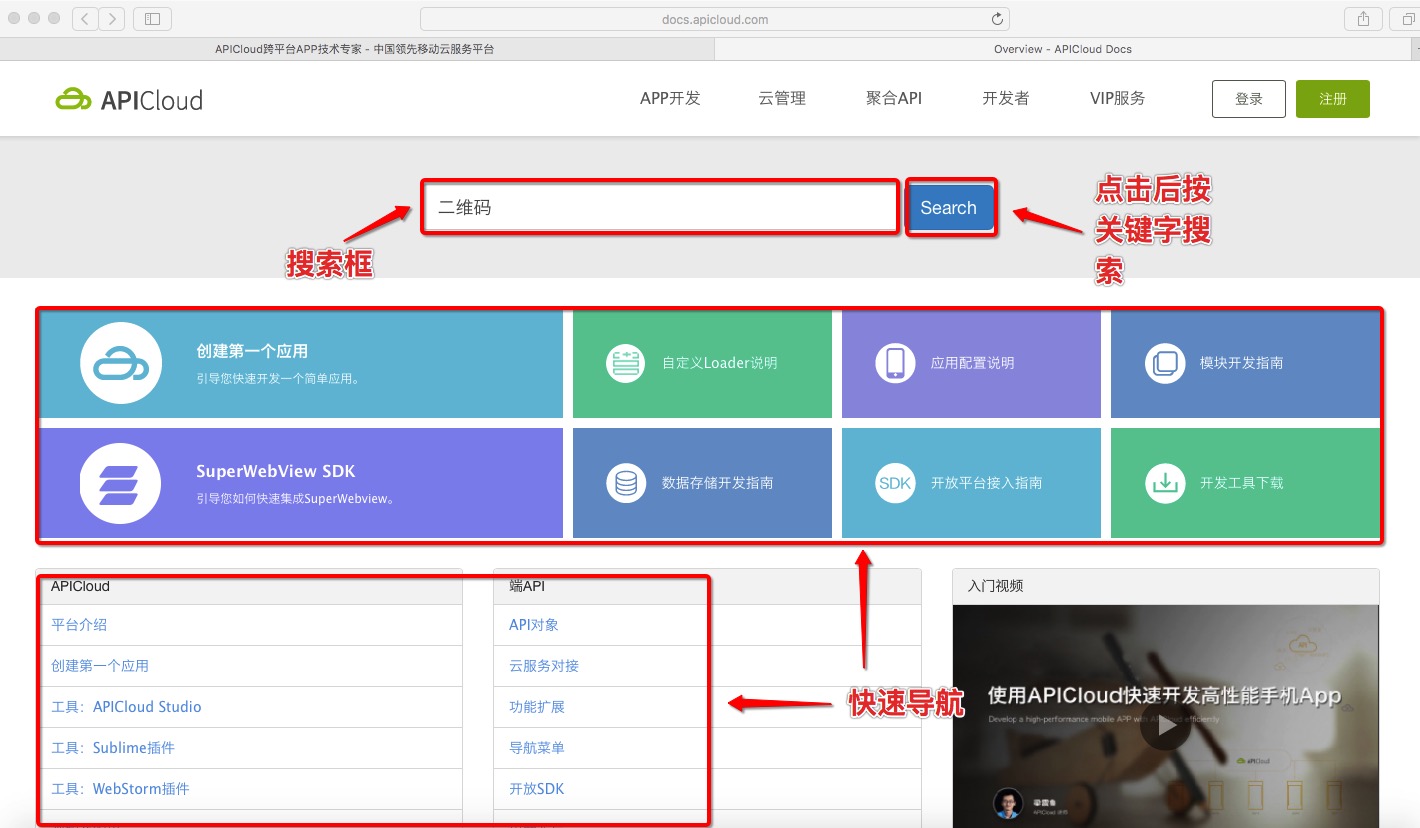 docs.apicloud.com
APICloud跨平台APP技术专家 - 中国领先移动云服务平台
Overview - APICloud Docs
APICloud
APP开发
云管理
聚合API
开发者
VIP服务
登录
注册
二维码
Search
搜索框
点击后按
关键字搜
索
创建第一个应用
引导您快速开发一个简单应用。
自定义Loader说明
应用配置说明
模块开发指南
SuperWebView SDK
引导您如何快速集成SuperWebview。
数据存储开发指南
SDK
开放平台接入指南
开发工具下载
APICloud
平台介绍
创建第一个应用
工具：APICloud Studio
工具：Sublime插件
工具：WebStorm插件
端API
API对象
云服务对接
功能扩展
导航菜单
开放SDK
快速导航
入门视频
API
使用APICloud快速开发高性能手机App
Develop a high-performance mobile APP with APICloud efficiently
APICloud